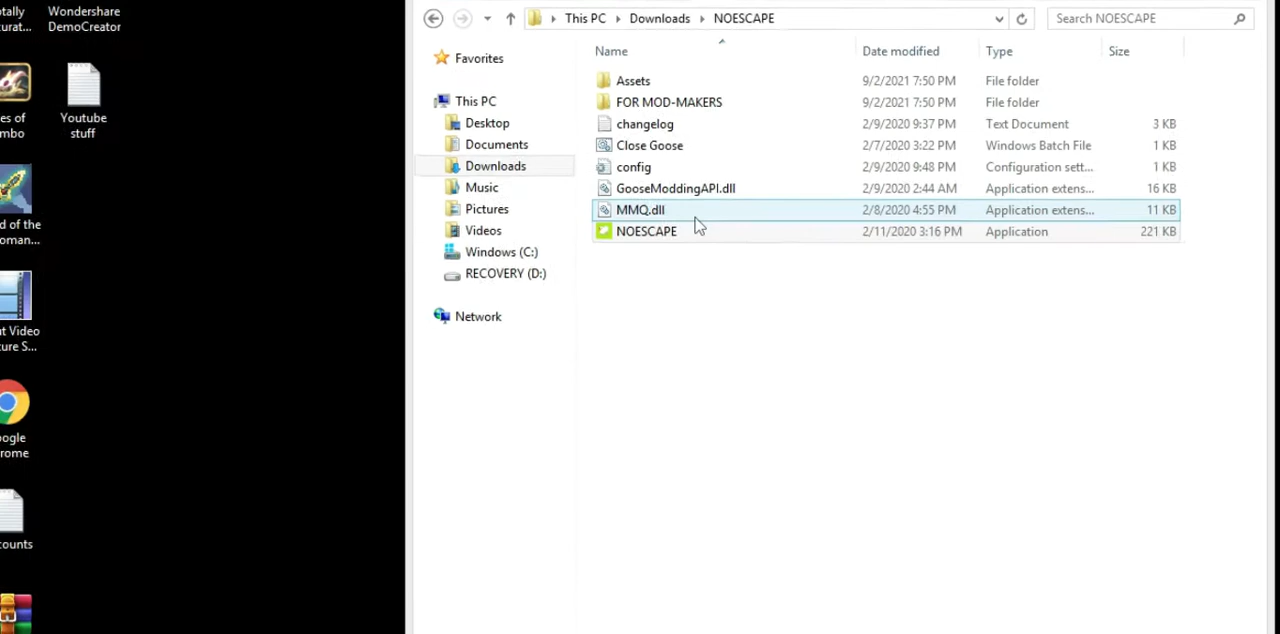 otally
curat...
Wondershare
DemoCreator
es of
mbo
Youtube
stuff
d of the
oman...
ut Video
ture S...
oogle
rome
counts
This PC Downloads NOESCAPE
Search NOESCAPE
Favorites
This PC
Desktop
Documents
Downloads
Music
Pictures
Videos
Windows (C:)
RECOVERY (D:)
Network
Name Date modified Type Size
Assets 9/2/2021 7:50 PM File folder
FOR MOD-MAKERS 9/2/2021 7:50 PM File folder
changelog 2/9/2020 9:37 PM Text Document 3 KB
Close Goose 2/7/2020 3:22 PM Windows Batch File 1 KB
config 2/9/2020 9:48 PM Configuration sett... 1 KB
GooseModdingAPI.dll 2/9/2020 2:44 AM Application extens... 16 KB
MMQ.dll 2/8/2020 4:55 PM Application extens... 11 KB
NOESCAPE 2/11/2020 3:16 PM Application 221 KB